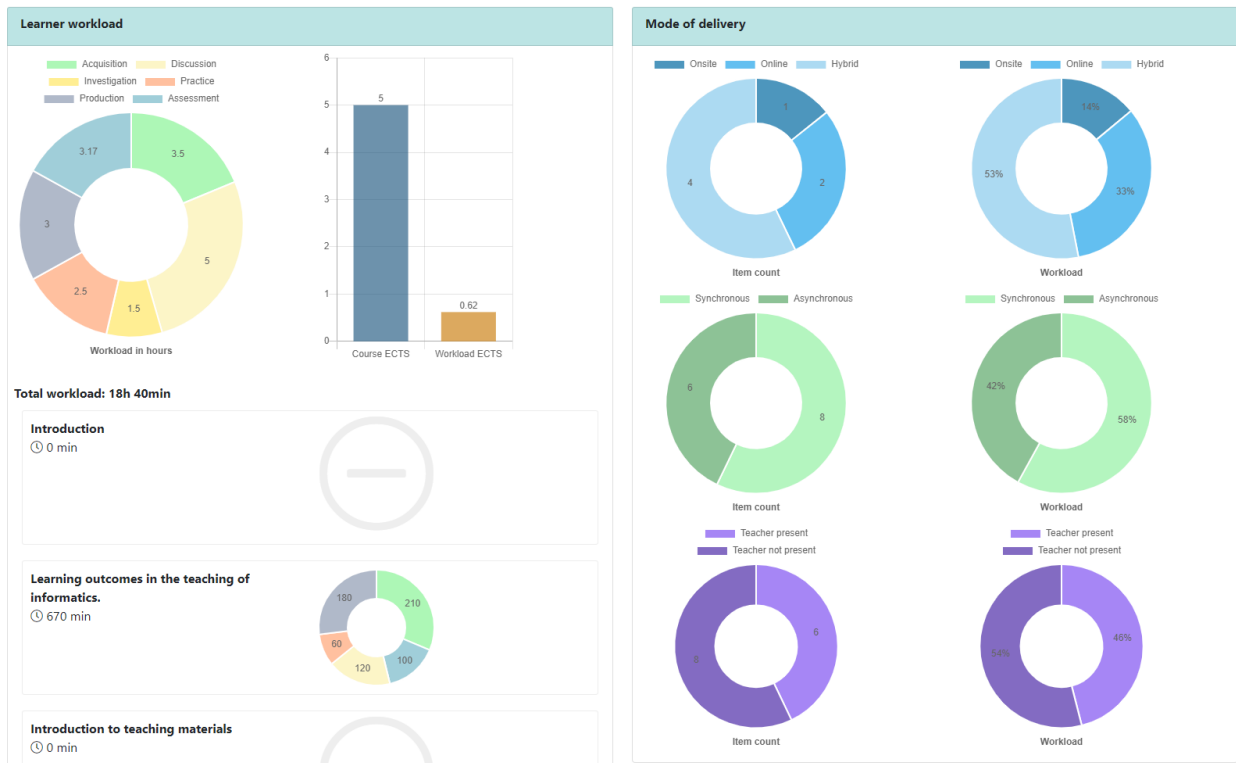 Learner workload
Acquisition Discussion
Investigation Practice
Production Assessment
3.17
3.5
3
5
2.5
1.5
Workload in hours
6
5
4
3
2
1
0
5
0.62
Course ECTS Workload ECTS
Total workload: 18h 40min
Introduction
0 min
Learning outcomes in the teaching of
informatics.
670 min
180
210
60
100
120
Introduction to teaching materials
0 min
Mode of delivery
Onsite Online Hybrid
1
4
2
Item count
Onsite Online Hybrid
14%
53%
33%
Workload
Synchronous Asynchronous
6
8
Item count
Synchronous Asynchronous
42%
58%
Workload
Teacher present
Teacher not present
6
8
Item count
Teacher present
Teacher not present
46%
54%
Workload